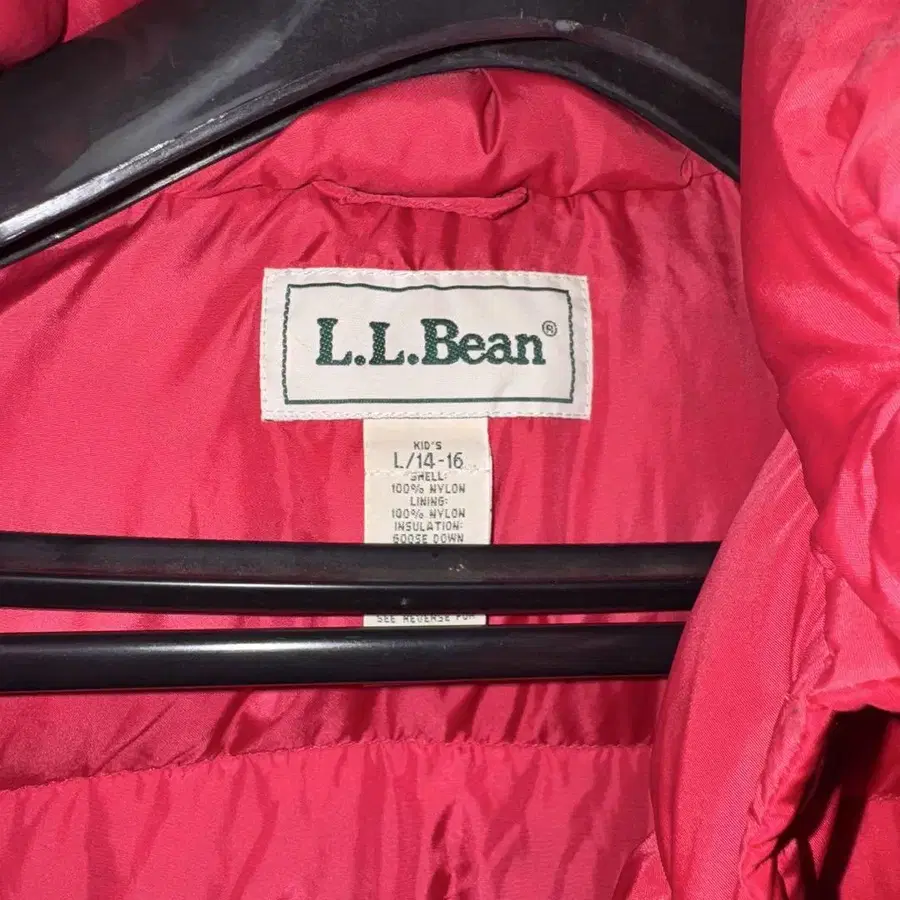 L.L.Bean®
KID'S
L/14-16
SHELL:
100% NYLON
LINING:
100% NYLON
INSULATION:
GOOSE DOWN
SEE REVERSE FOR